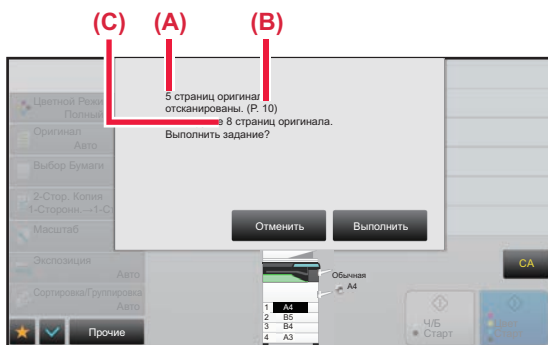 (C) (A) (B)
5 страниц оригинал
отсканированы. (P. 10)
е 8 страниц оригинала.
Выполнить задание?
Отменить Выполнить
Цветной Режи
Полный
Оригинал
Авто
Выбор Бумаги
2-Стор. Копия
1-Сторонн.→1-С
Масштаб
Экспозиция
Авто
Сортировка/Группировка
Авто
Прочие
Обычная
A4
1 A4
2 B5
3 B4
4 A3
CA
Ч/Б
Старт